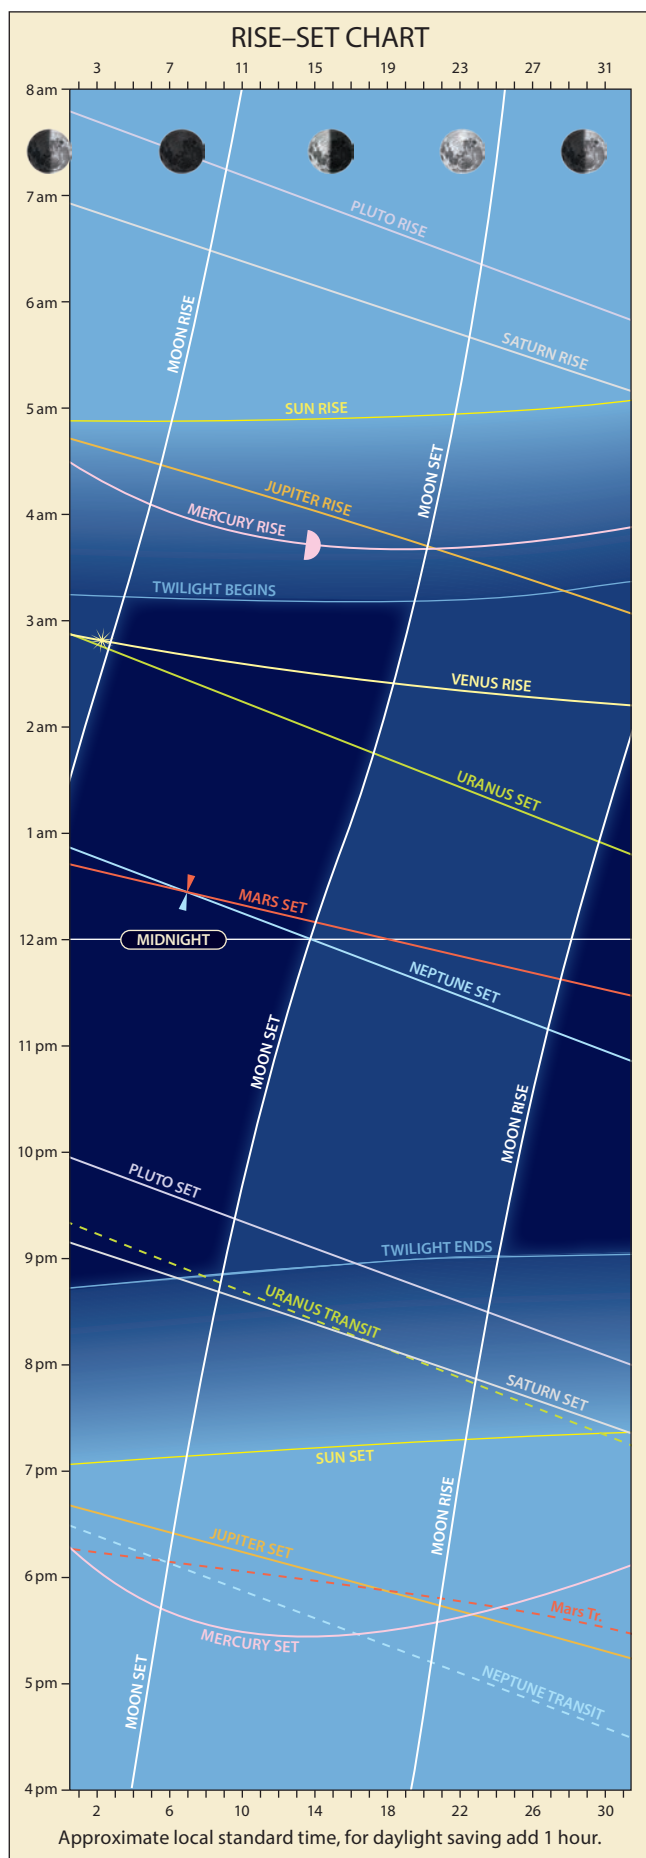 RISE–SET CHART
3 7 11 15 19 23 27 31
8 am
PLUTO RISE
7 am
MOON RISE
6 am
SATURN RISE
SUN RISE
5 am
MOON SET
JUPITER RISE
MERCURY RISE
4 am
TWILIGHT BEGINS
3 am
VENUS RISE
2 am
URANUS SET
1 am
MARS SET
12 am
MIDNIGHT
NEPTUNE SET
MOON SET
11 pm
MOON RISE
10 pm
PLUTO SET
TWILIGHT ENDS
9 pm
URANUS TRANSIT
8 pm
SATURN SET
SUN SET
7 pm
MOON RISE
JUPITER SET
6 pm
Mars Tr.
MERCURY SET
MOON SET
5 pm
NEPTUNE TRANSIT
4 pm
2 6 10 14 18 22 26 30
Approximate local standard time, for daylight saving add 1 hour.